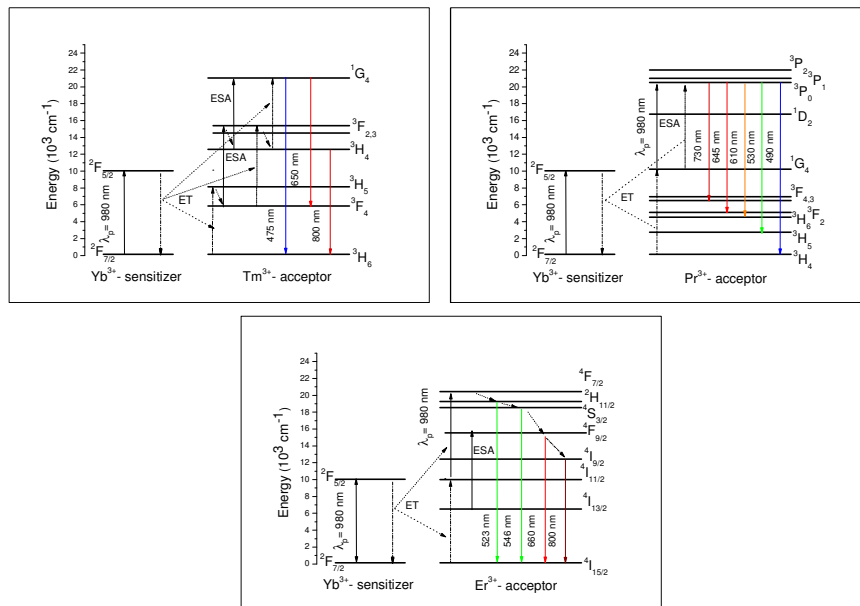 Energy (10³ cm⁻¹)
22
20
18
16
14
12
10
8
6
4
2
0
²F₅/₂
²F₇/₂
λₚ= 980 nm
ET
ESA
ESA
475 nm
650 nm
800 nm
¹G₄
³F₂,₃
³H₄
³H₅
³F₄
³H₆
Yb³⁺- sensitizer
Tm³⁺- acceptor
Energy (10³ cm⁻¹)
22
20
18
16
14
12
10
8
6
4
2
0
²F₅/₂
²F₇/₂
λₚ= 980 nm
ET
λₚ= 980 nm
ESA
730 nm
645 nm
610 nm
530 nm
490 nm
³P₂
³P₁
³P₀
¹D₂
¹G₄
³F₄,₃
³F₂
³H₆
³H₅
³H₄
Yb³⁺- sensitizer
Pr³⁺- acceptor
Energy (10³ cm⁻¹)
24
22
20
18
16
14
12
10
8
6
4
2
0
²F₅/₂
²F₇/₂
λₚ= 980 nm
ET
λₚ= 980 nm
ESA
523 nm
546 nm
660 nm
800 nm
⁴F₇/₂
²H₁₁/₂
⁴S₃/₂
⁴F₉/₂
⁴I₉/₂
⁴I₁₁/₂
⁴I₁₃/₂
⁴I₁₅/₂
Yb³⁺- sensitizer
Er³⁺- acceptor